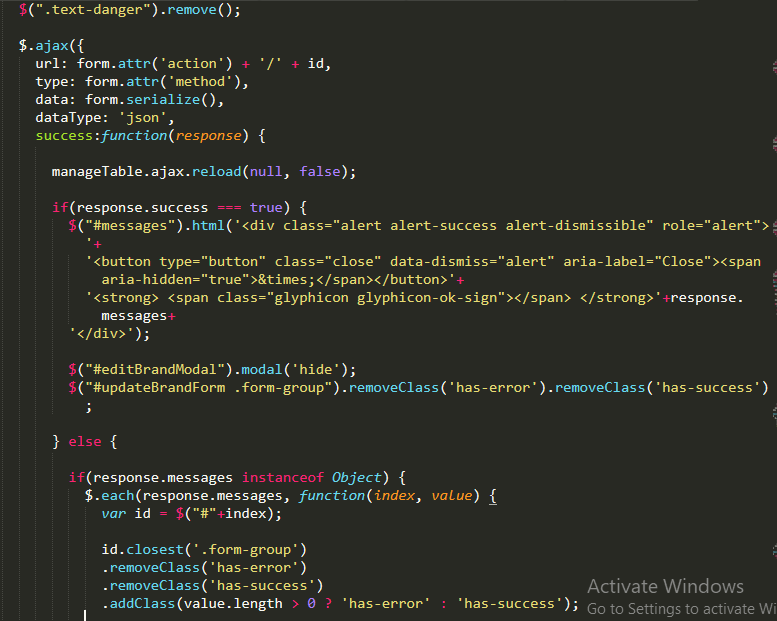 $(".text-danger").remove();
$.ajax({
url: form.attr('action') + '/' + id,
type: form.attr('method'),
data: form.serialize(),
dataType: 'json',
success:function(response) {
manageTable.ajax.reload(null, false);
if(response.success === true) {
$("#messages").html('<div class="alert alert-success alert-dismissible" role="alert">
'+
'<button type="button" class="close" data-dismiss="alert" aria-label="Close"><span
aria-hidden="true">&times;</span></button>'+
'<strong> <span class="glyphicon glyphicon-ok-sign"></span> </strong>'+response.
messages+
'</div>');
$("#editBrandModal").modal('hide');
$("#updateBrandForm .form-group").removeClass('has-error').removeClass('has-success')
;
} else {
if(response.messages instanceof Object) {
$.each(response.messages, function(index, value) {
var id = $("#"+index);
id.closest('.form-group')
.removeClass('has-error')
.removeClass('has-success')
.addClass(value.length > 0 ? 'has-error' : 'has-success');
Activate Windows
Go to Settings to activate Wi